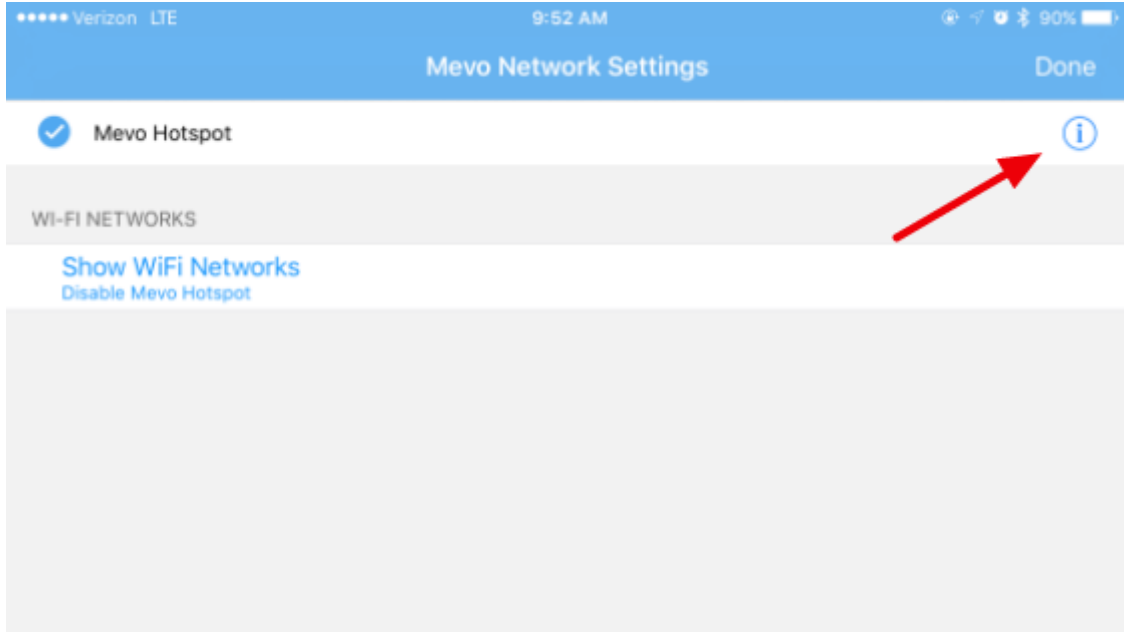 Verizon LTE 9:52 AM 90%
Mevo Network Settings Done
Mevo Hotspot
WI-FI NETWORKS
Show WiFi Networks
Disable Mevo Hotspot